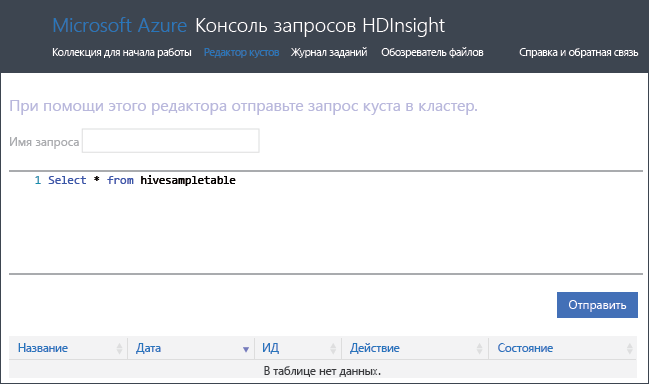 Microsoft Azure Консоль запросов HDInsight
Коллекция для начала работы Редактор кустов Журнал заданий Обозреватель файлов Справка и обратная связь
При помощи этого редактора отправьте запрос куста в кластер.
Имя запроса
1 Select * from hivesampletable
Отправить
Название Дата ИД Действие Состояние
В таблице нет данных.